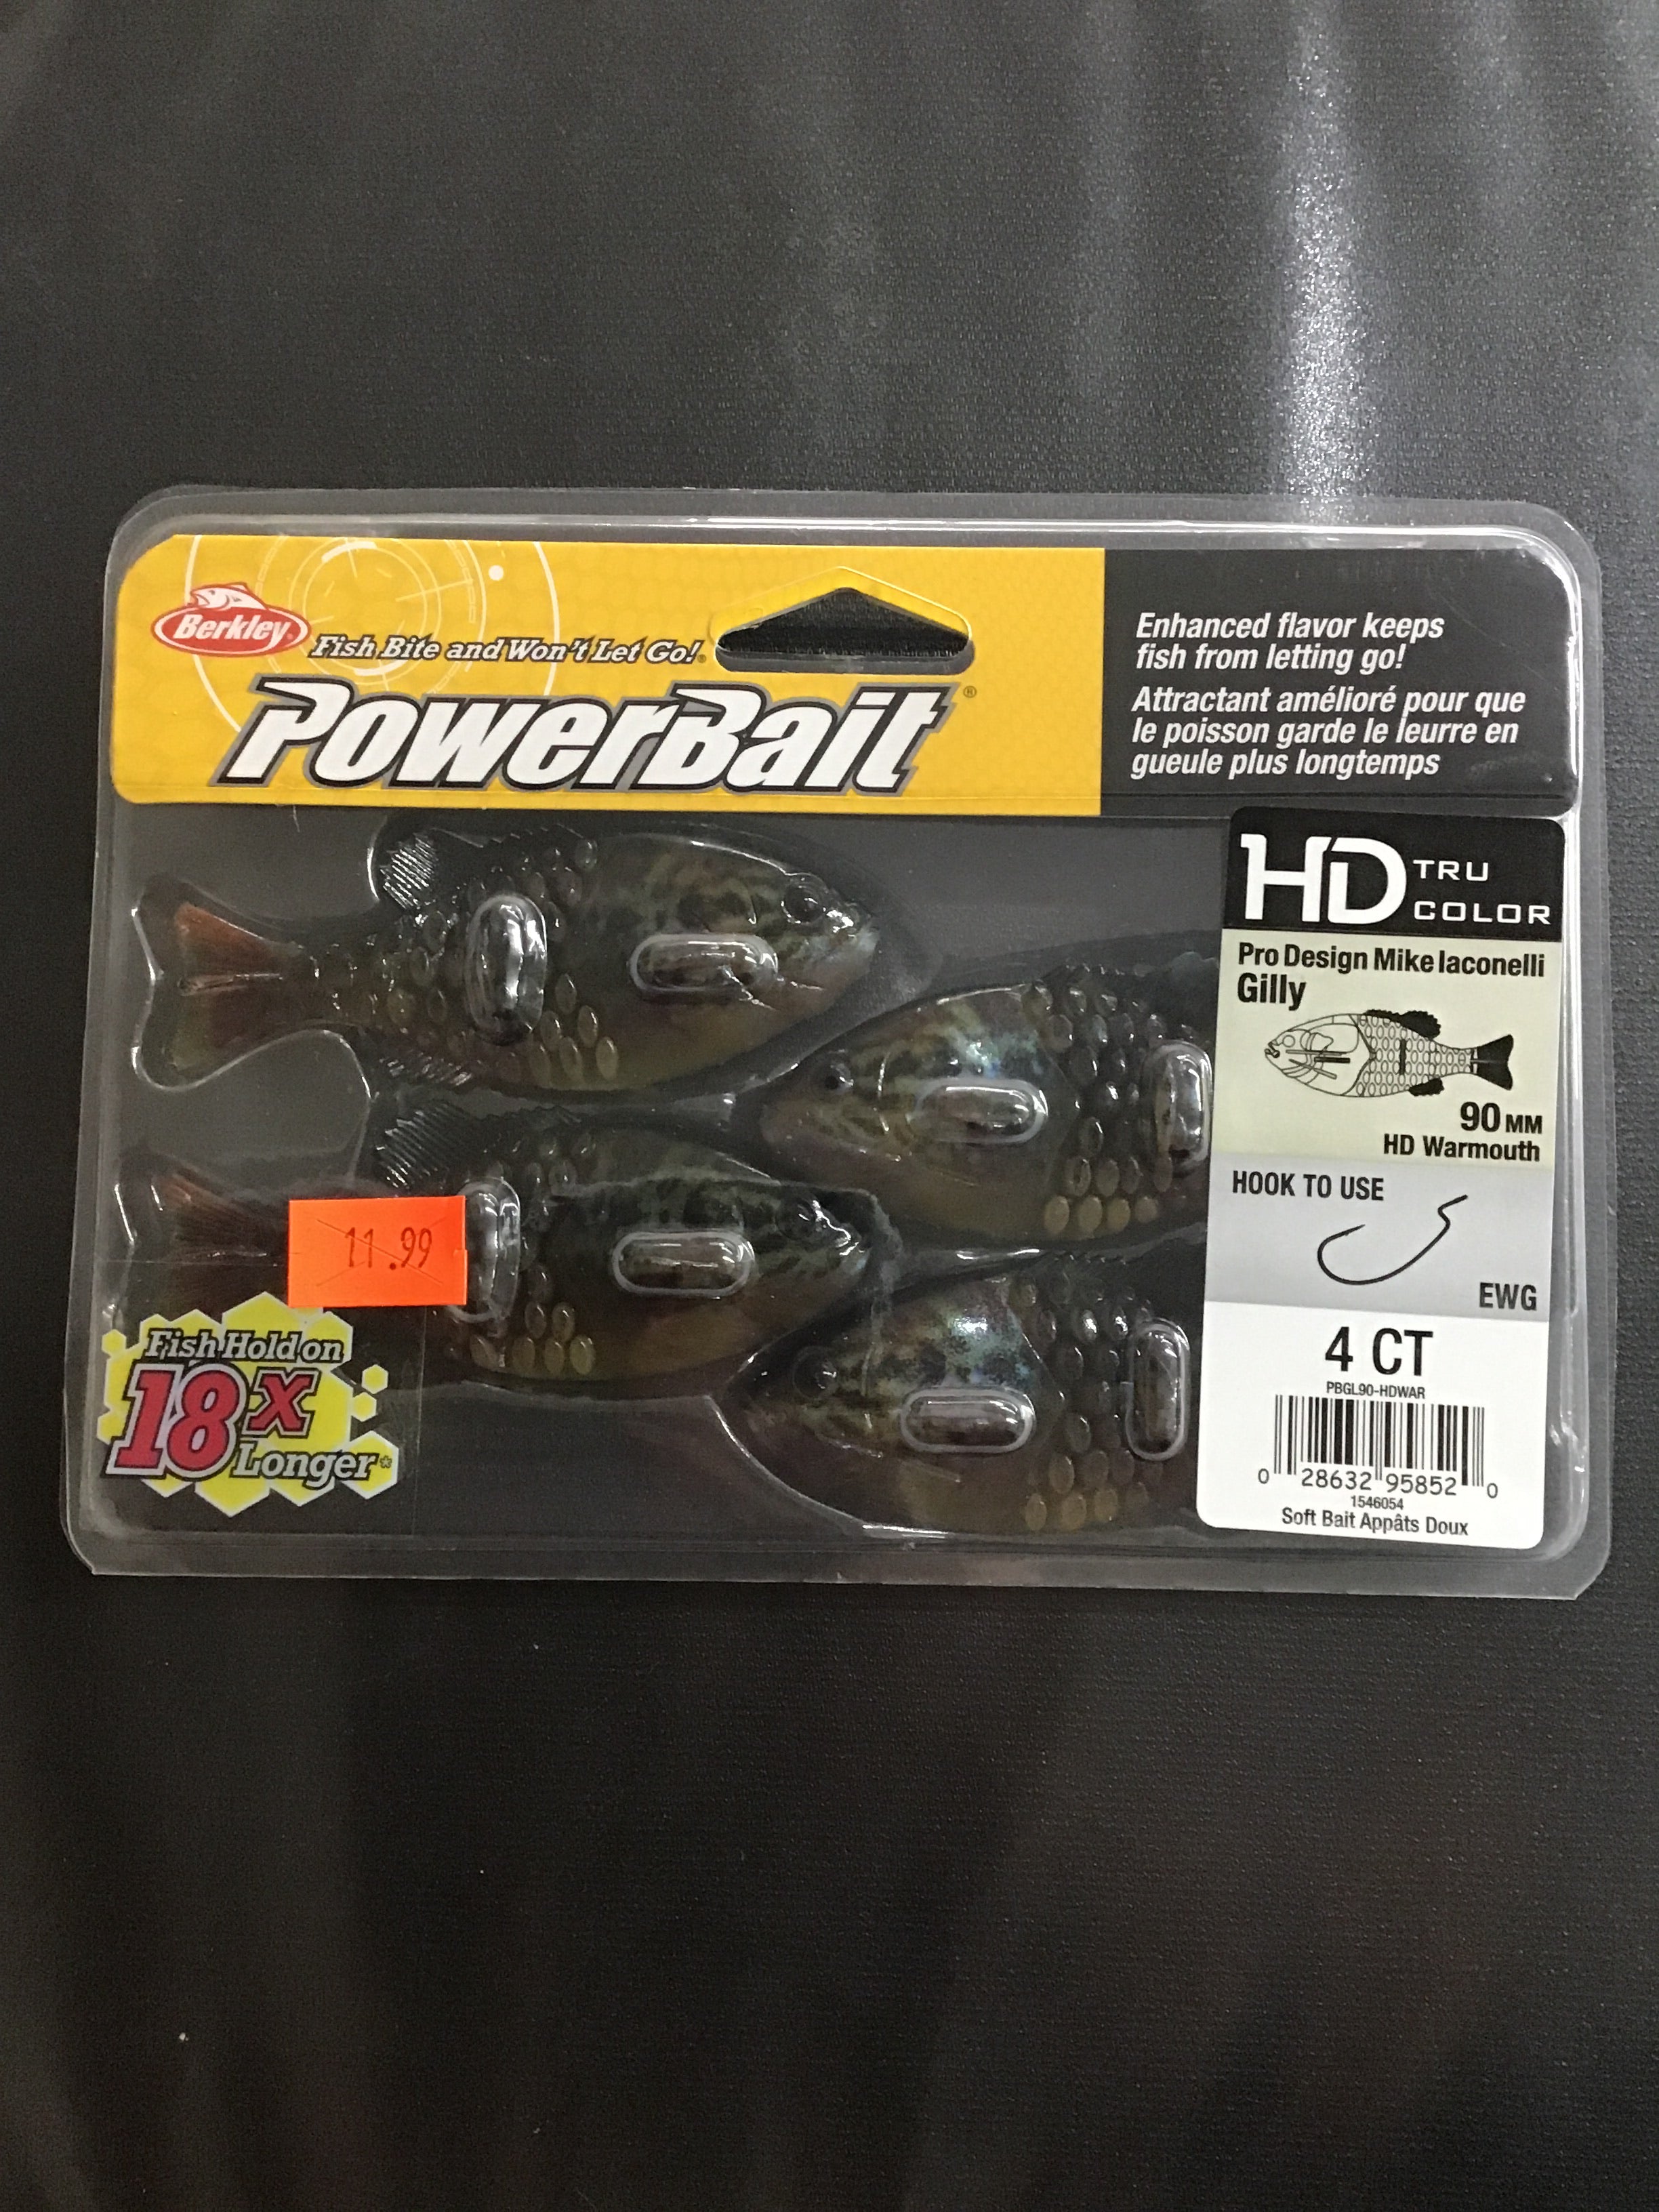 Berkley®
Fish Bite and Won't Let Go!®
PowerBait®
Enhanced flavor keeps
fish from letting go!
Attractant amélioré pour que
le poisson garde le leurre en
gueule plus longtemps
HD TRU
COLOR
Pro Design Mike Iaconelli
Gilly
90 MM
HD Warmouth
HOOK TO USE
EWG
4 CT
PBGL90-HDWAR
0 28632 95852 0
1546054
Soft Bait Appâts Doux
11.99
Fish Hold on
18x
Longer*